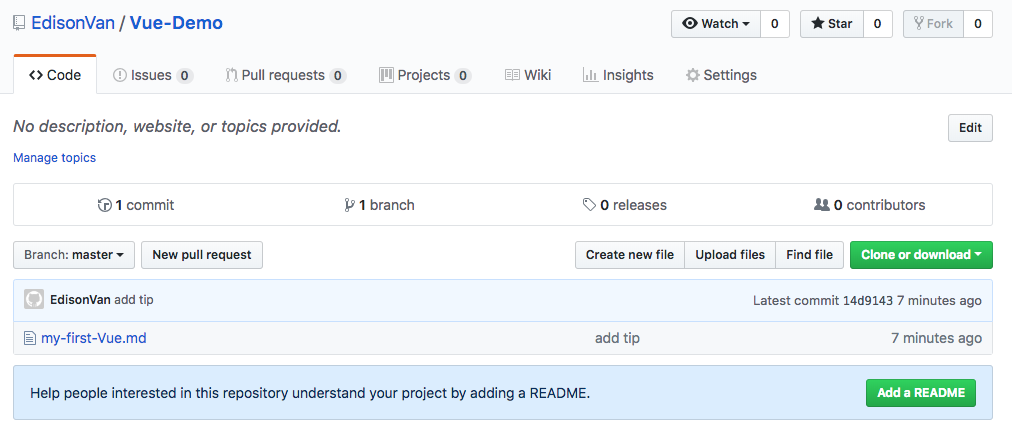 EdisonVan / Vue-Demo Watch 0 Star 0 Fork 0
Code Issues 0 Pull requests 0 Projects 0 Wiki Insights Settings
No description, website, or topics provided. Edit
Manage topics
1 commit 1 branch 0 releases 0 contributors
Branch: master New pull request Create new file Upload files Find file Clone or download
EdisonVan add tip Latest commit 14d9143 7 minutes ago
my-first-Vue.md add tip 7 minutes ago
Help people interested in this repository understand your project by adding a README. Add a README